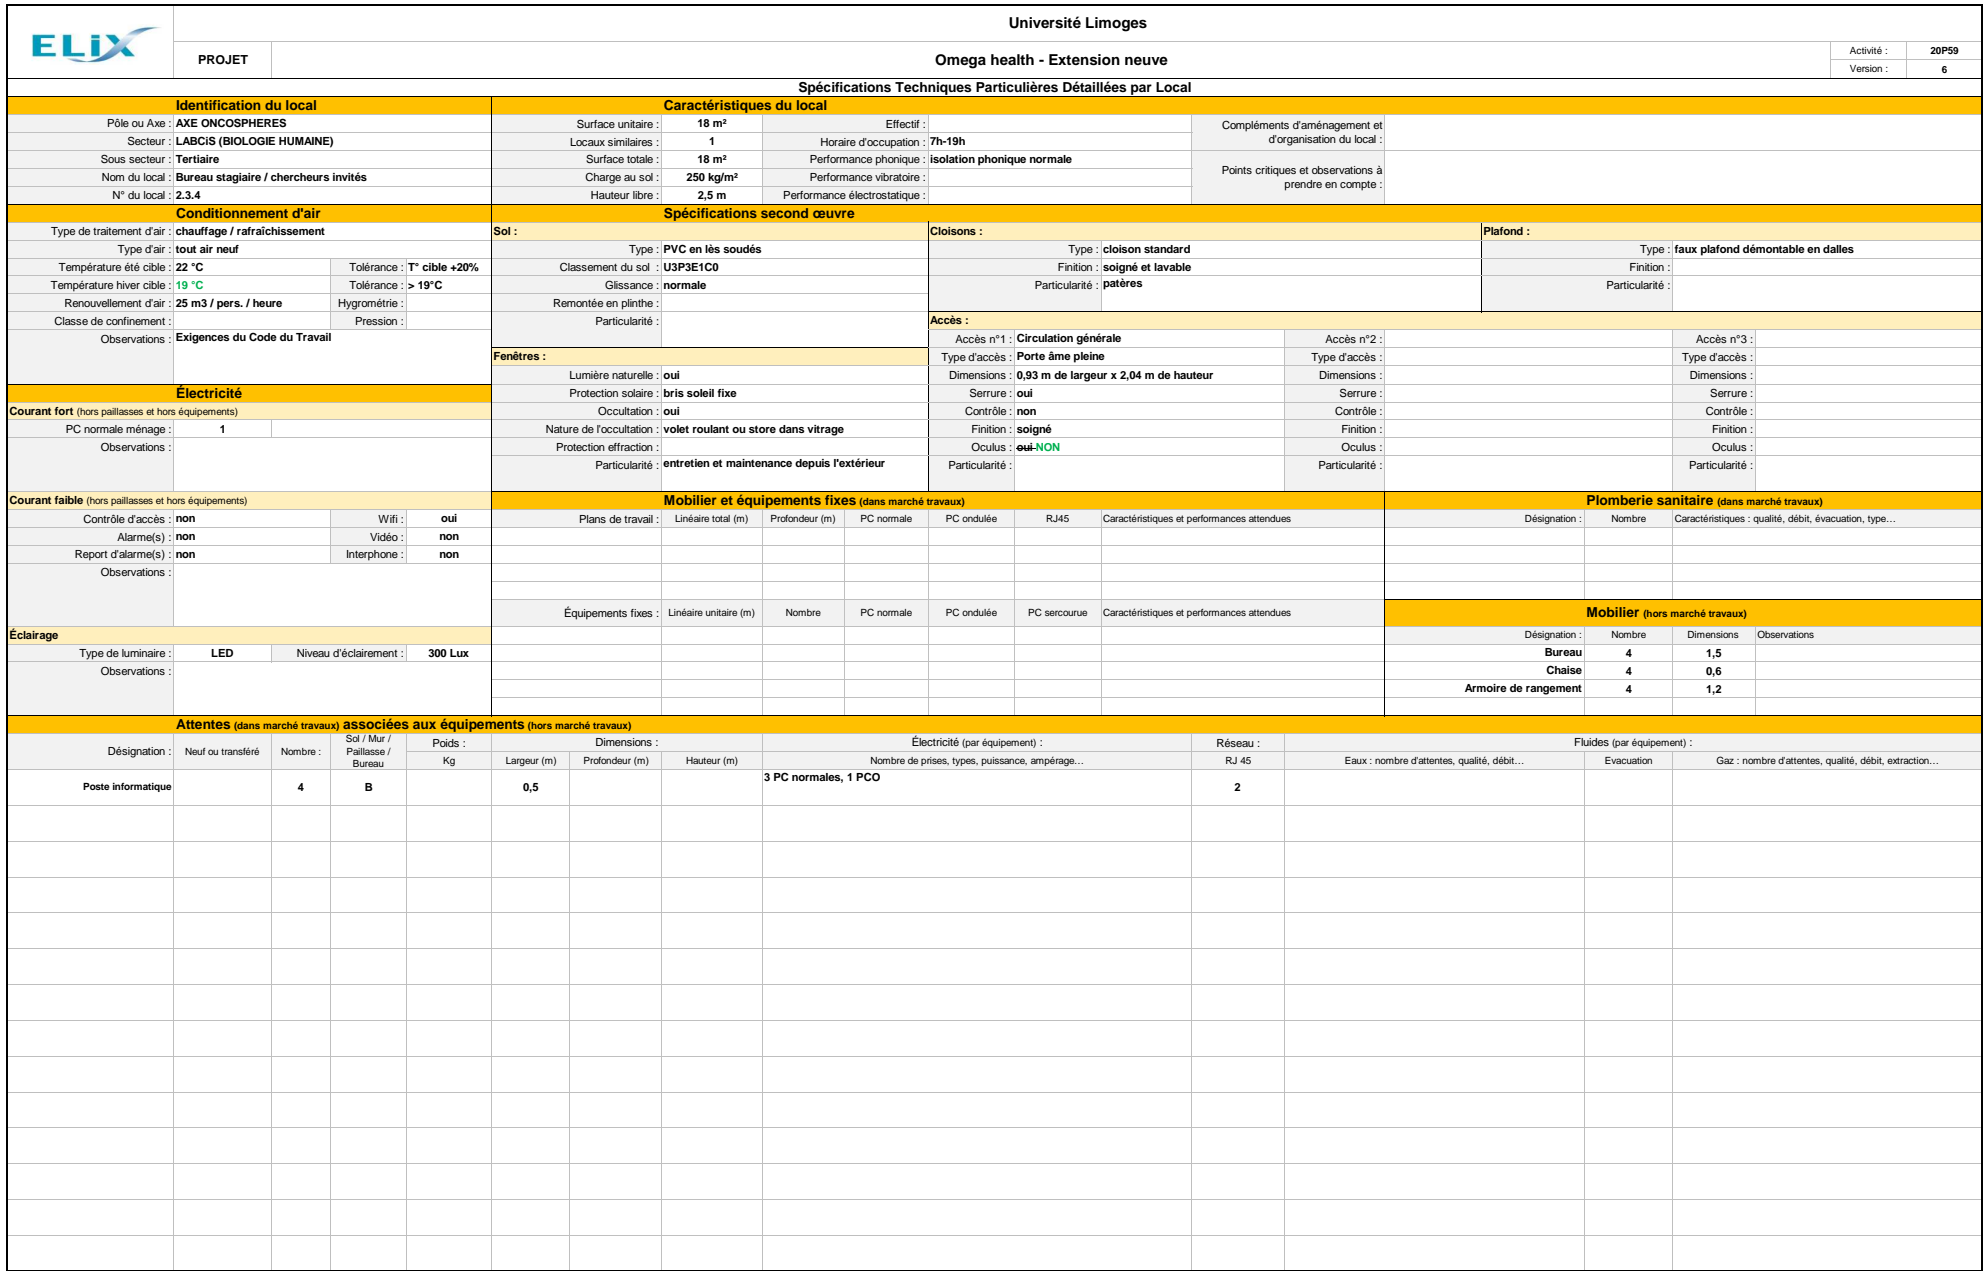 ELiX
Université Limoges
PROJET
Omega health - Extension neuve
Activité : 20P59
Version : 6
Spécifications Techniques Particulières Détaillées par Local
Identification du local
Pôle ou Axe : AXE ONCOSPHERES
Secteur : LABCiS (BIOLOGIE HUMAINE)
Sous secteur : Tertiaire
Nom du local : Bureau stagiaire / chercheurs invités
N° du local : 2.3.4
Caractéristiques du local
Surface unitaire : 18 m² Effectif :
Locaux similaires : 1 Horaire d'occupation : 7h-19h
Surface totale : 18 m² Performance phonique : isolation phonique normale
Charge au sol : 250 kg/m² Performance vibratoire :
Hauteur libre : 2,5 m Performance électrostatique :
Compléments d'aménagement et
d'organisation du local :
Points critiques et observations à
prendre en compte :
Conditionnement d'air
Type de traitement d'air : chauffage / rafraîchissement
Type d'air : tout air neuf
Température été cible : 22 °C Tolérance : T° cible +20%
Température hiver cible : 19 °C Tolérance : > 19°C
Renouvellement d'air : 25 m3 / pers. / heure Hygrométrie :
Classe de confinement : Pression :
Observations : Exigences du Code du Travail
Spécifications second œuvre
Sol :
Type : PVC en lès soudés
Classement du sol : U3P3E1C0
Glissance : normale
Remontée en plinthe :
Particularité :
Cloisons :
Type : cloison standard
Finition : soigné et lavable
Particularité : patères
Plafond :
Type : faux plafond démontable en dalles
Finition :
Particularité :
Fenêtres :
Lumière naturelle : oui
Protection solaire : bris soleil fixe
Occultation : oui
Nature de l'occultation : volet roulant ou store dans vitrage
Protection effraction :
Particularité : entretien et maintenance depuis l'extérieur
Accès :
Accès n°1 : Circulation générale Accès n°2 : Accès n°3 :
Type d'accès : Porte âme pleine Type d'accès : Type d'accès :
Dimensions : 0,93 m de largeur x 2,04 m de hauteur Dimensions : Dimensions :
Serrure : oui Serrure : Serrure :
Contrôle : non Contrôle : Contrôle :
Finition : soigné Finition : Finition :
Oculus : oui NON Oculus : Oculus :
Particularité : Particularité : Particularité :
Électricité
Courant fort (hors paillasses et hors équipements)
PC normale ménage : 1
Observations :
Courant faible (hors paillasses et hors équipements)
Contrôle d'accès : non Wifi : oui
Alarme(s) : non Vidéo : non
Report d'alarme(s) : non Interphone : non
Observations :
Éclairage
Type de luminaire : LED Niveau d'éclairement : 300 Lux
Observations :
Mobilier et équipements fixes (dans marché travaux)
Plans de travail : Linéaire total (m) Profondeur (m) PC normale PC ondulée RJ45 Caractéristiques et performances attendues
Équipements fixes : Linéaire unitaire (m) Nombre PC normale PC ondulée PC sercourue Caractéristiques et performances attendues
Plomberie sanitaire (dans marché travaux)
Désignation : Nombre Caractéristiques : qualité, débit, évacuation, type…
Mobilier (hors marché travaux)
Désignation : Nombre Dimensions Observations
Bureau 4 1,5
Chaise 4 0,6
Armoire de rangement 4 1,2
Attentes (dans marché travaux) associées aux équipements (hors marché travaux)
Désignation : Neuf ou transféré Nombre : Sol / Mur / Paillasse / Bureau Poids : Dimensions : Électricité (par équipement) : Réseau : Fluides (par équipement) :
Kg Largeur (m) Profondeur (m) Hauteur (m) Nombre de prises, types, puissance, ampérage… RJ 45 Eaux : nombre d'attentes, qualité, débit… Evacuation Gaz : nombre d'attentes, qualité, débit, extraction…
Poste informatique 4 B 0,5 3 PC normales, 1 PCO 2